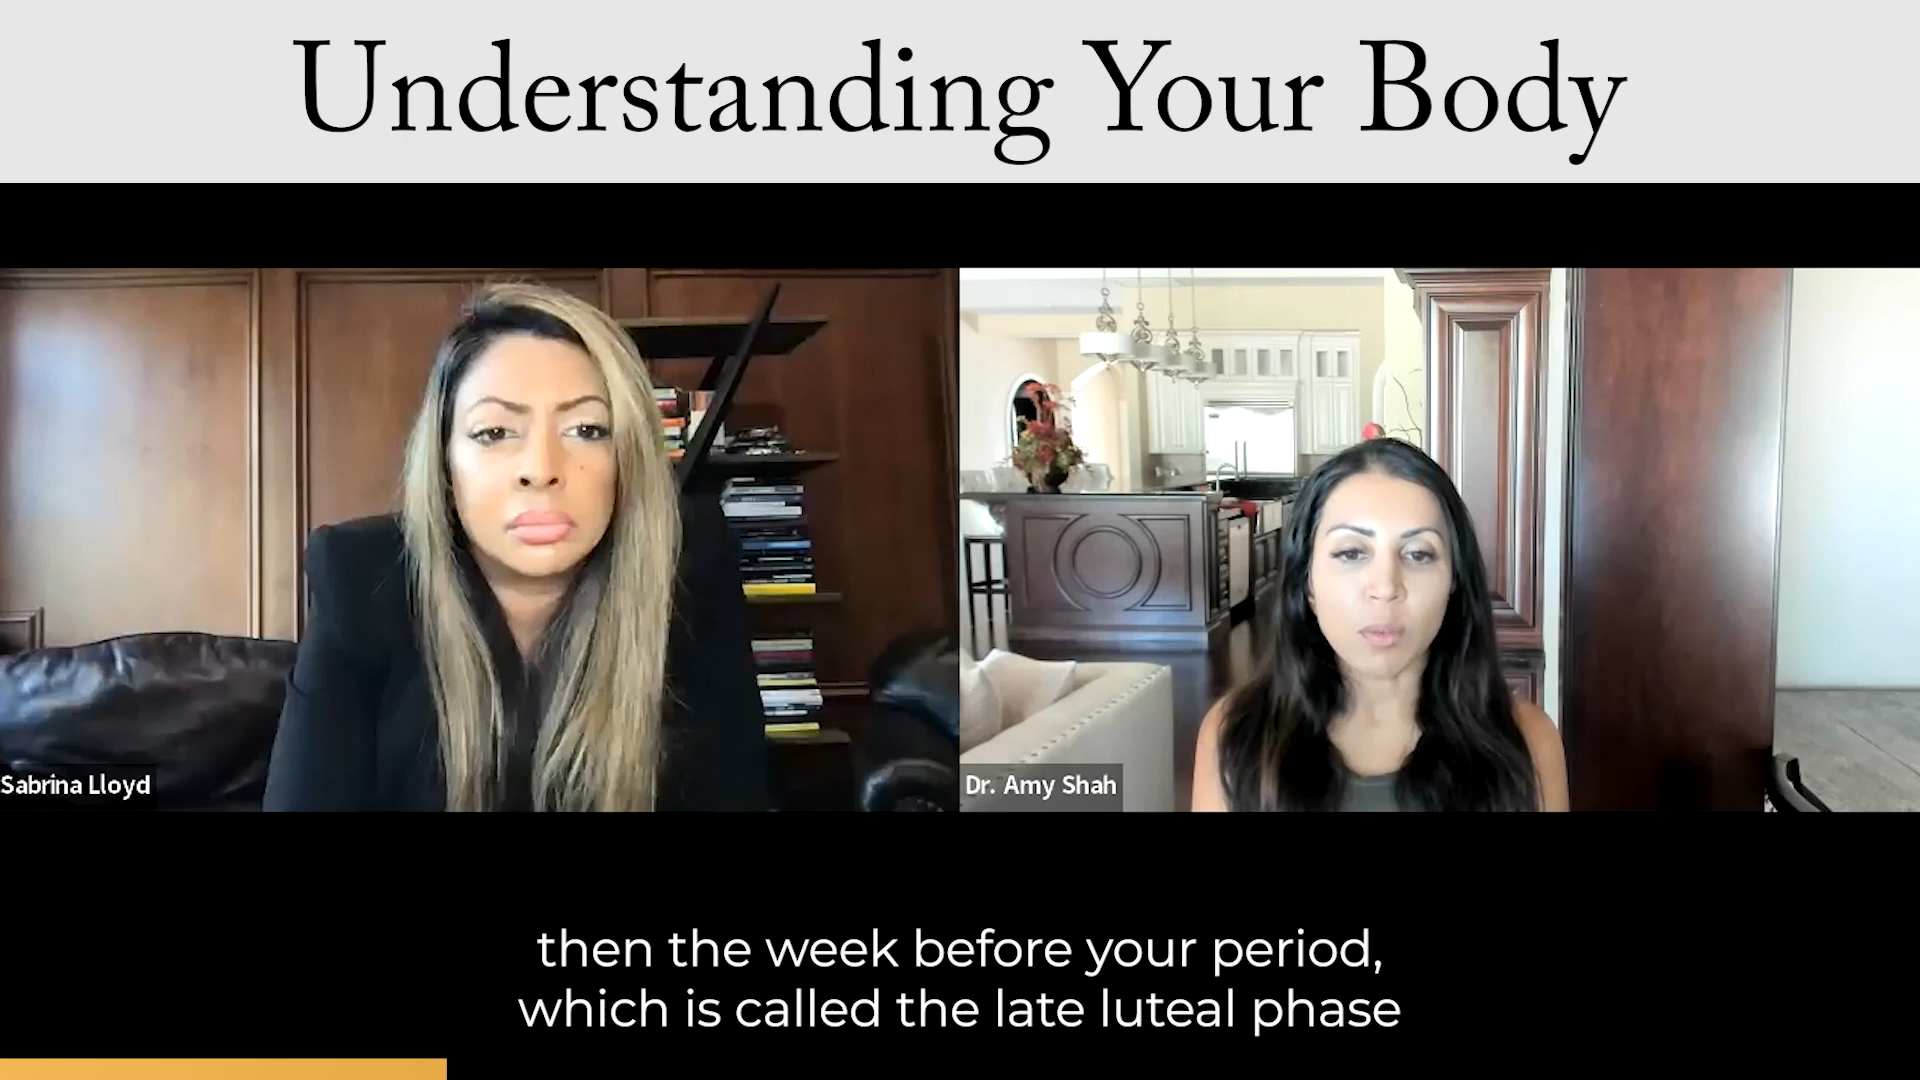 Understanding Your Body
Sabrina Lloyd
Dr. Amy Shah
then the week before your period,
which is called the late luteal phase